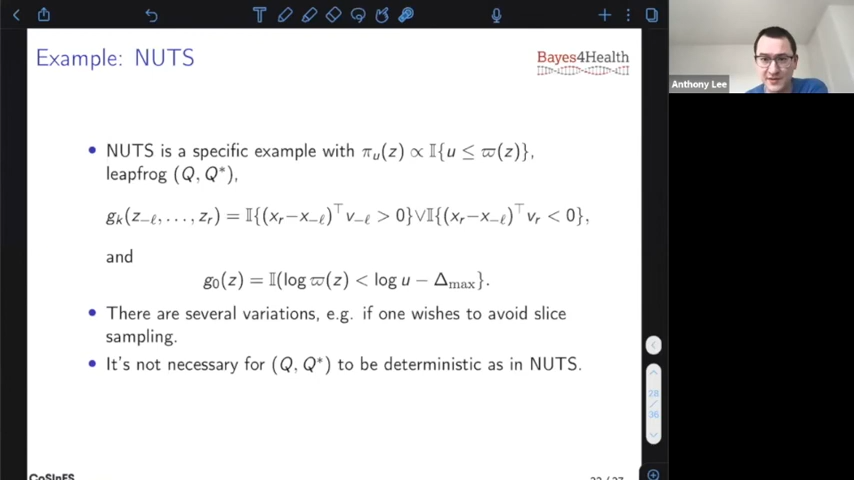 Example: NUTS
Bayes4Health
Anthony Lee
• NUTS is a specific example with π_u(z) ∝ 𝕀{u ≤ ϖ(z)},
leapfrog (Q, Q*),
g_k(z_{−ℓ}, …, z_r) = 𝕀{(x_r−x_{−ℓ})^⊤ v_{−ℓ} > 0}∨𝕀{(x_r−x_{−ℓ})^⊤ v_r < 0},
and
g_0(z) = 𝕀(log ϖ(z) < log u − Δ_max}.
• There are several variations, e.g. if one wishes to avoid slice
sampling.
• It's not necessary for (Q, Q*) to be deterministic as in NUTS.
28
/
36
CoSInES